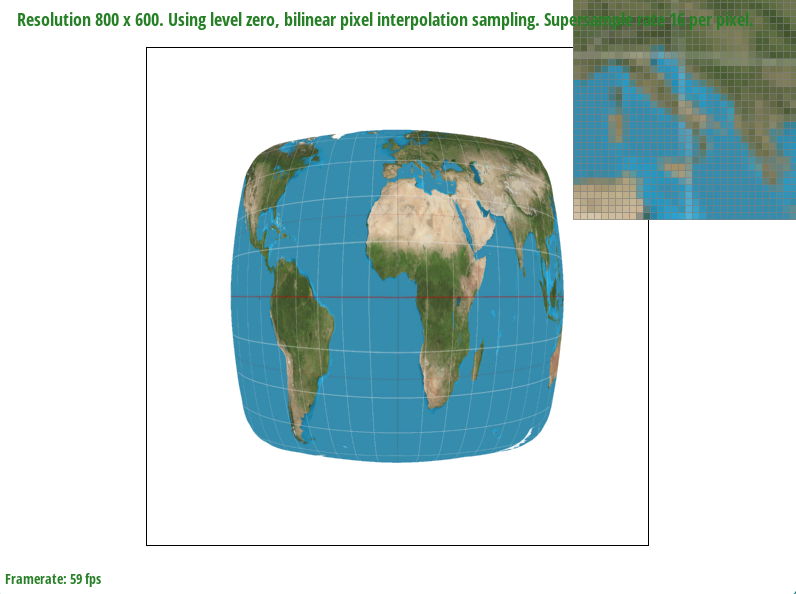 Resolution 800 x 600. Using level zero, bilinear pixel interpolation sampling. Supersample rate 16 per pixel.
Framerate: 59 fps